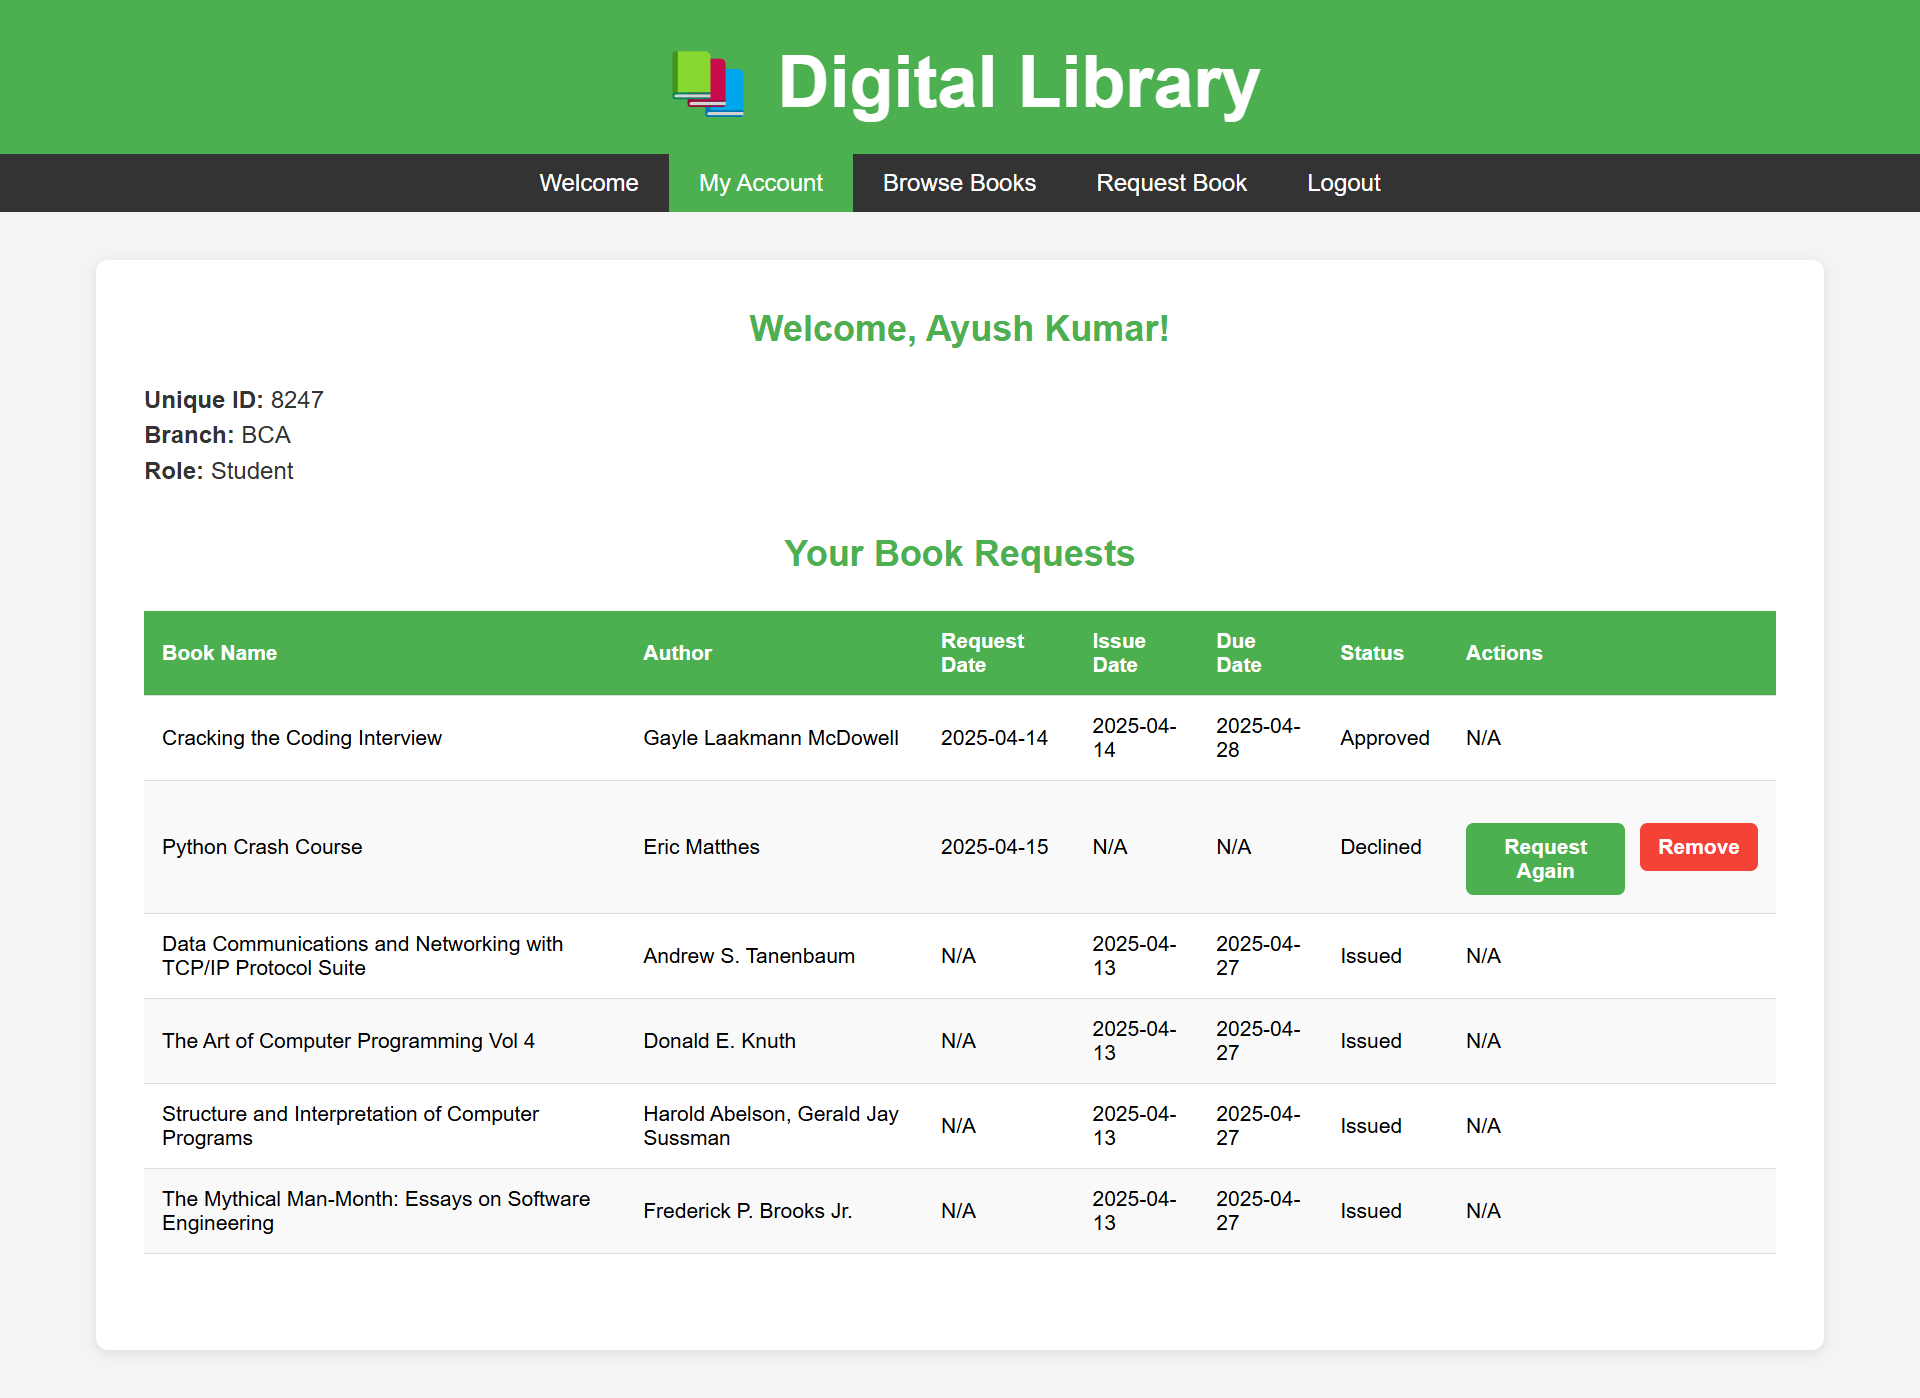 Digital Library
Welcome My Account Browse Books Request Book Logout
Welcome, Ayush Kumar!
Unique ID: 8247
Branch: BCA
Role: Student
Your Book Requests
Book Name Author Request Date Issue Date Due Date Status Actions
Cracking the Coding Interview Gayle Laakmann McDowell 2025-04-14 2025-04-14 2025-04-28 Approved N/A
Python Crash Course Eric Matthes 2025-04-15 N/A N/A Declined Request Again Remove
Data Communications and Networking with TCP/IP Protocol Suite Andrew S. Tanenbaum N/A 2025-04-13 2025-04-27 Issued N/A
The Art of Computer Programming Vol 4 Donald E. Knuth N/A 2025-04-13 2025-04-27 Issued N/A
Structure and Interpretation of Computer Programs Harold Abelson, Gerald Jay Sussman N/A 2025-04-13 2025-04-27 Issued N/A
The Mythical Man-Month: Essays on Software Engineering Frederick P. Brooks Jr. N/A 2025-04-13 2025-04-27 Issued N/A